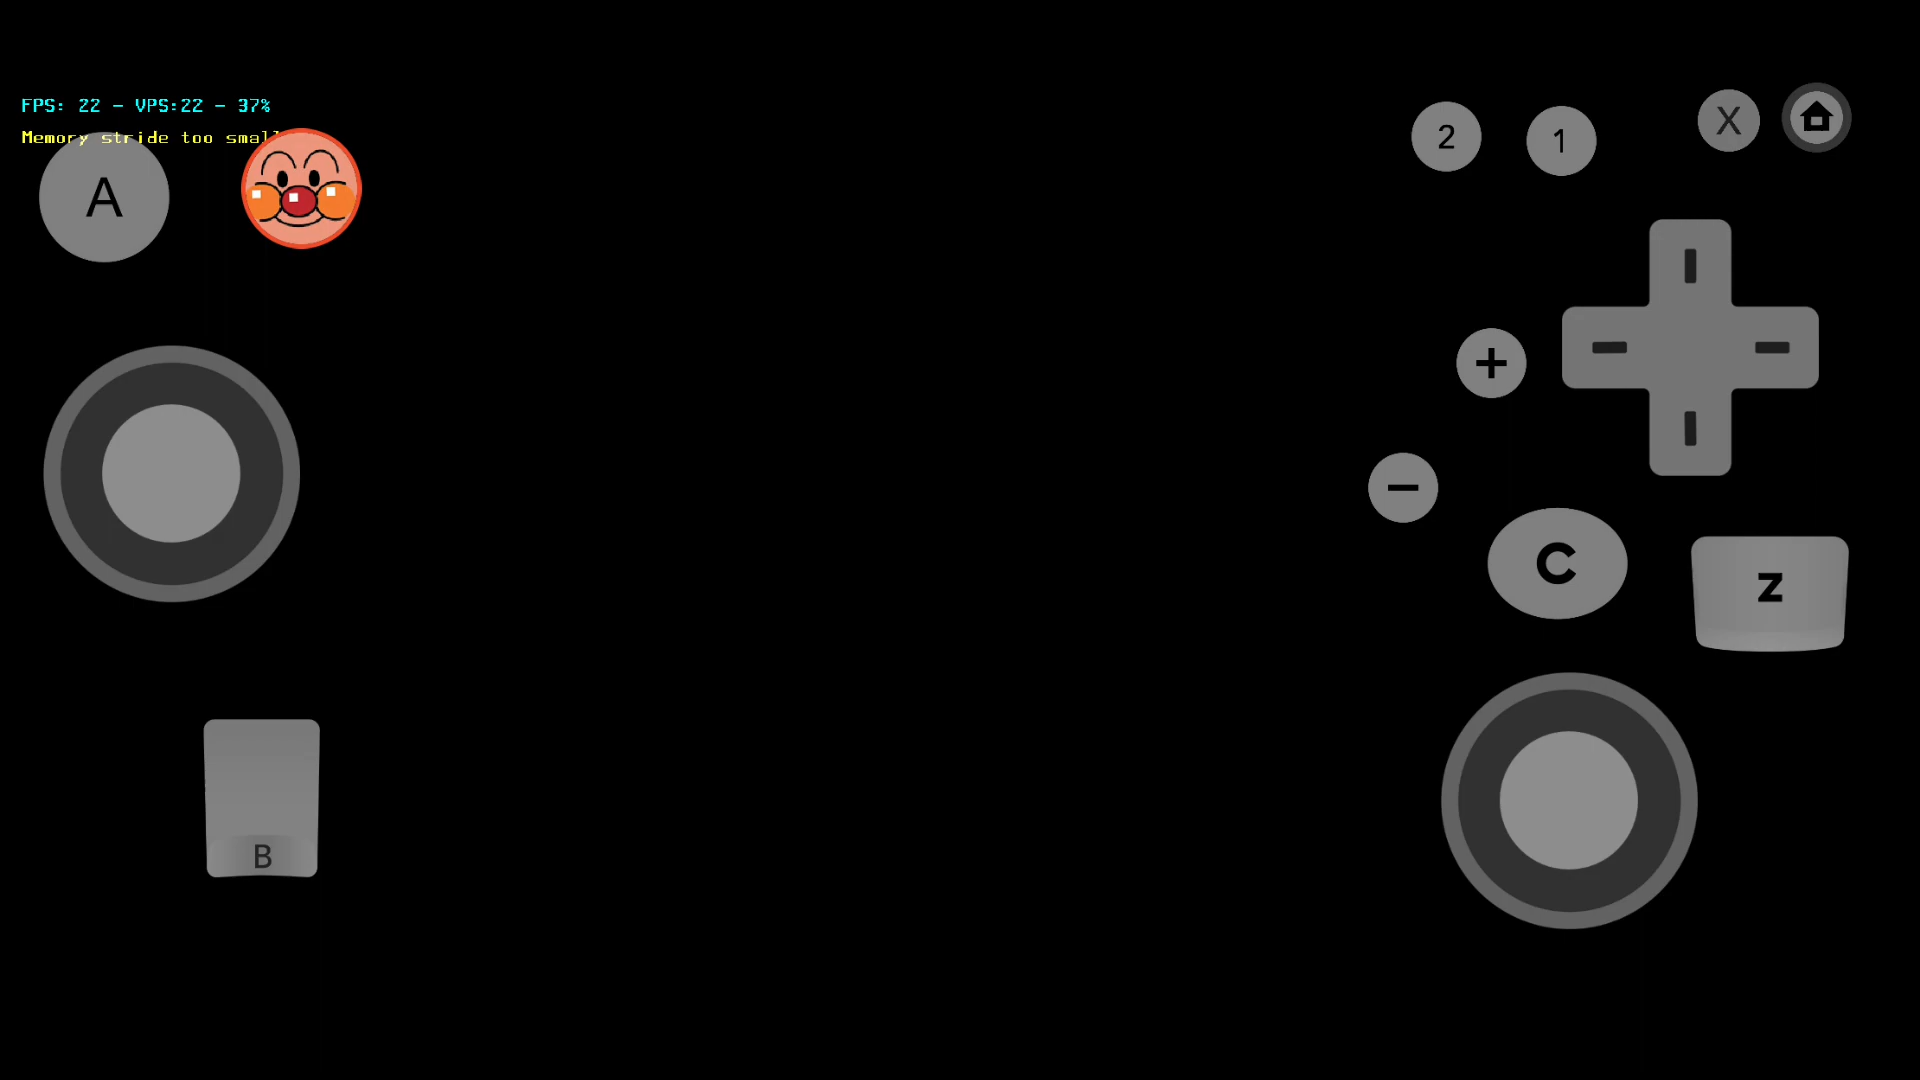 FPS: 22 - VPS:22 - 37%
Memory stride too small
A
2
1
X
+
-
C
Z
B